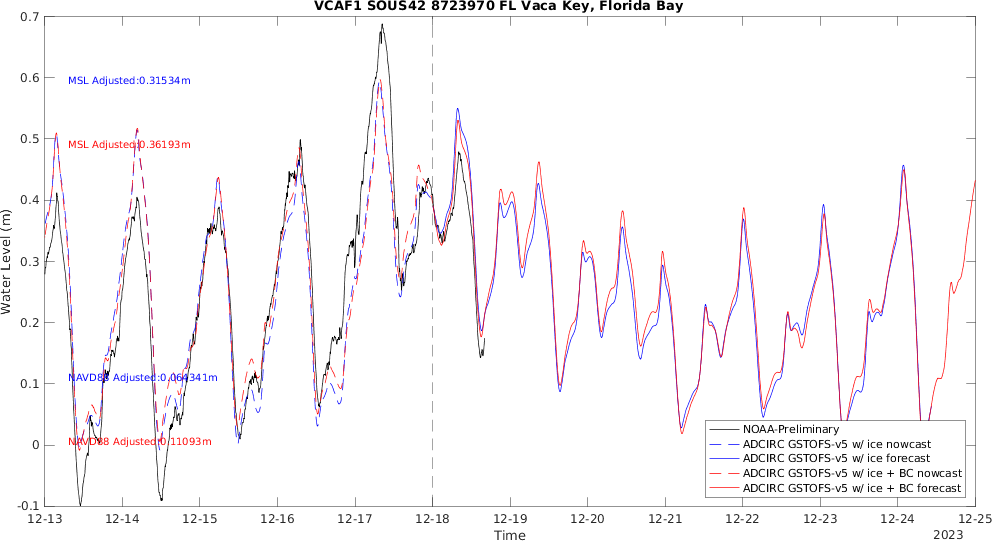 VCAF1 SOUS42 8723970 FL Vaca Key, Florida Bay
0.7
0.6
0.5
0.4
0.3
0.2
0.1
0
-0.1
Water Level (m)
MSL Adjusted:0.31534m
MSL Adjusted:0.36193m
NAVD88 Adjusted:0.064341m
NAVD88 Adjusted:0.11093m
NOAA-Preliminary
ADCIRC GSTOFS-v5 w/ ice nowcast
ADCIRC GSTOFS-v5 w/ ice forecast
ADCIRC GSTOFS-v5 w/ ice + BC nowcast
ADCIRC GSTOFS-v5 w/ ice + BC forecast
12-13 12-14 12-15 12-16 12-17 12-18 12-19 12-20 12-21 12-22 12-23 12-24 12-25
Time
2023